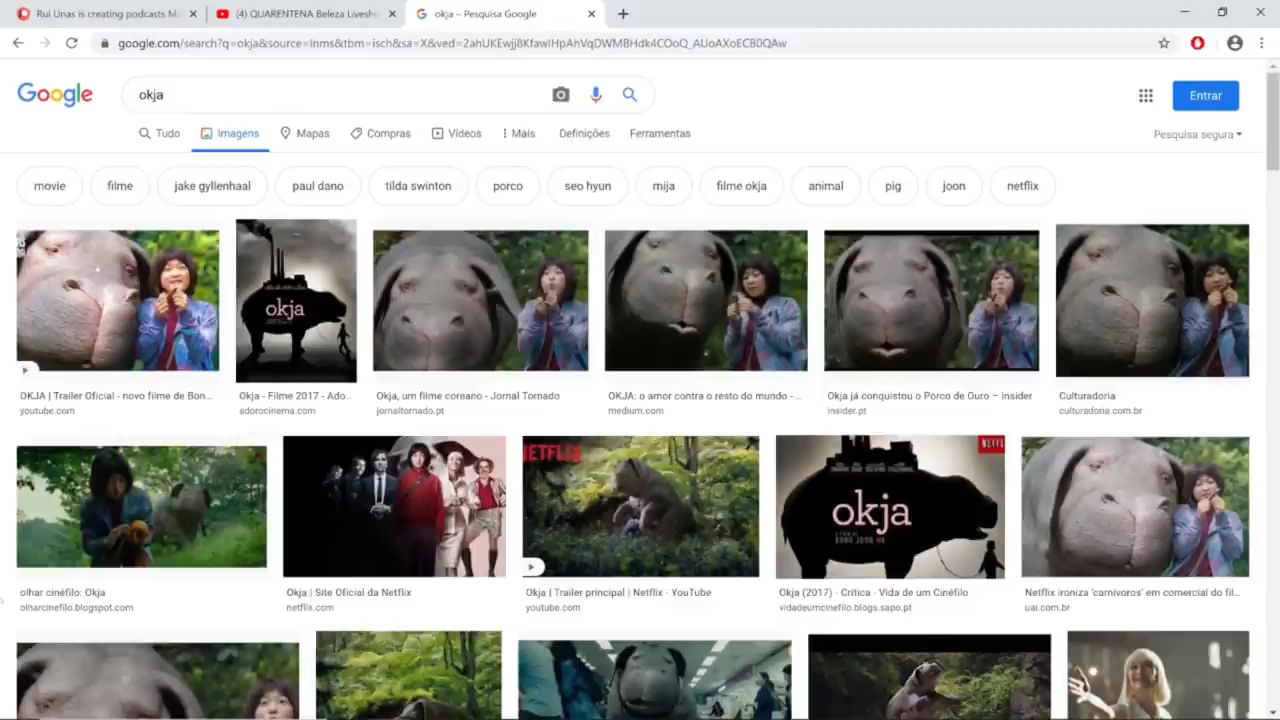 Rui Unas is creating podcasts M
(4) QUARENTENA Beleza Livesh
okja – Pesquisa Google
google.com/search?q=okja&source=lnms&tbm=isch&sa=X&ved=2ahUKEwjj8KfawIHpAhVqDWMBHdk4COoQ_AUoAXoECB0QAw
Google
okja
Entrar
Tudo
Imagens
Mapas
Compras
Vídeos
Mais
Definições
Ferramentas
Pesquisa segura
movie
filme
jake gyllenhaal
paul dano
tilda swinton
porco
seo hyun
mija
filme okja
animal
pig
joon
netflix
okja
OKJA | Trailer Oficial - novo filme de Bon...
youtube.com
Okja - Filme 2017 - Ado...
adorocinema.com
Okja, um filme coreano - Jornal Tornado
jornaltornado.pt
OKJA: o amor contra o resto do mundo - ...
medium.com
Okja já conquistou o Porco de Ouro – insider
insider.pt
Culturadoria
culturadoria.com.br
NETFLIX
okja
A FILM BY
BONG JOON HO
olhar cinéfilo: Okja
olharcinefilo.blogspot.com
Okja | Site Oficial da Netflix
netflix.com
Okja | Trailer principal | Netflix - YouTube
youtube.com
Okja (2017) · Crítica - Vida de um Cinéfilo
vidadeumcinefilo.blogs.sapo.pt
Netflix ironiza 'carnívoros' em comercial do fil...
uai.com.br